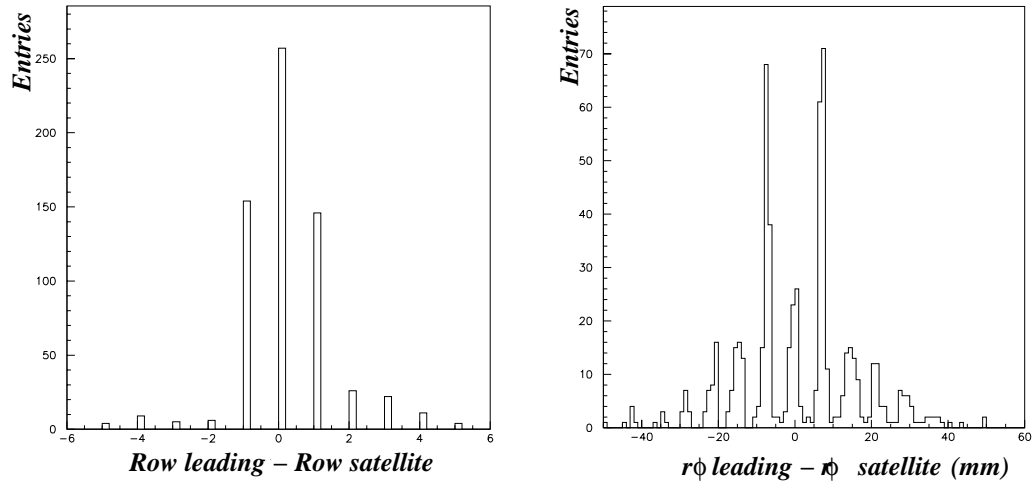 Entries
250
200
150
100
50
0
−6 −4 −2 0 2 4 6
Row leading – Row satellite
Entries
70
60
50
40
30
20
10
0
−40 −20 0 20 40 60
rϕ leading – rϕ satellite (mm)